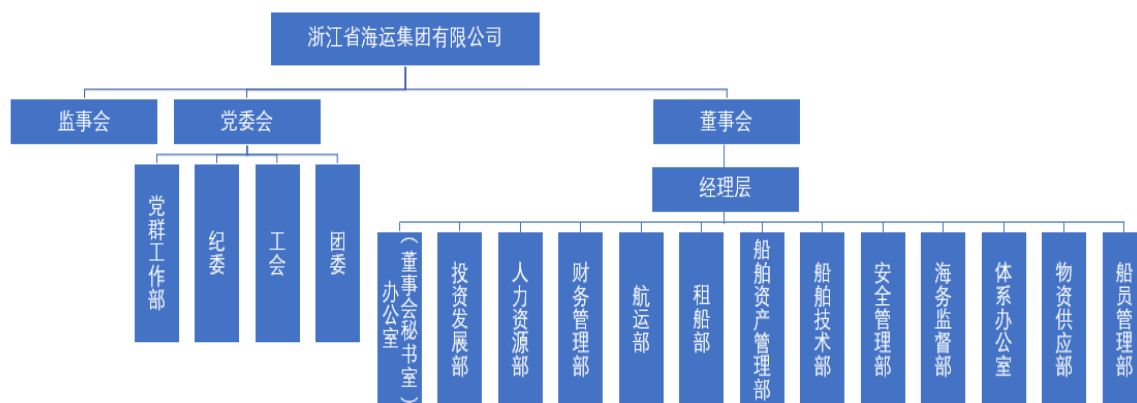 浙江省海运集团有限公司
监事会
党委会
董事会
经理层
党群工作部
纪委
工会
团委
办公室
（董事会秘书室）
投资发展部
人力资源部
财务管理部
航运部
租船部
船舶资产管理部
船舶技术部
安全管理部
海务监督部
体系办公室
物资供应部
船员管理部